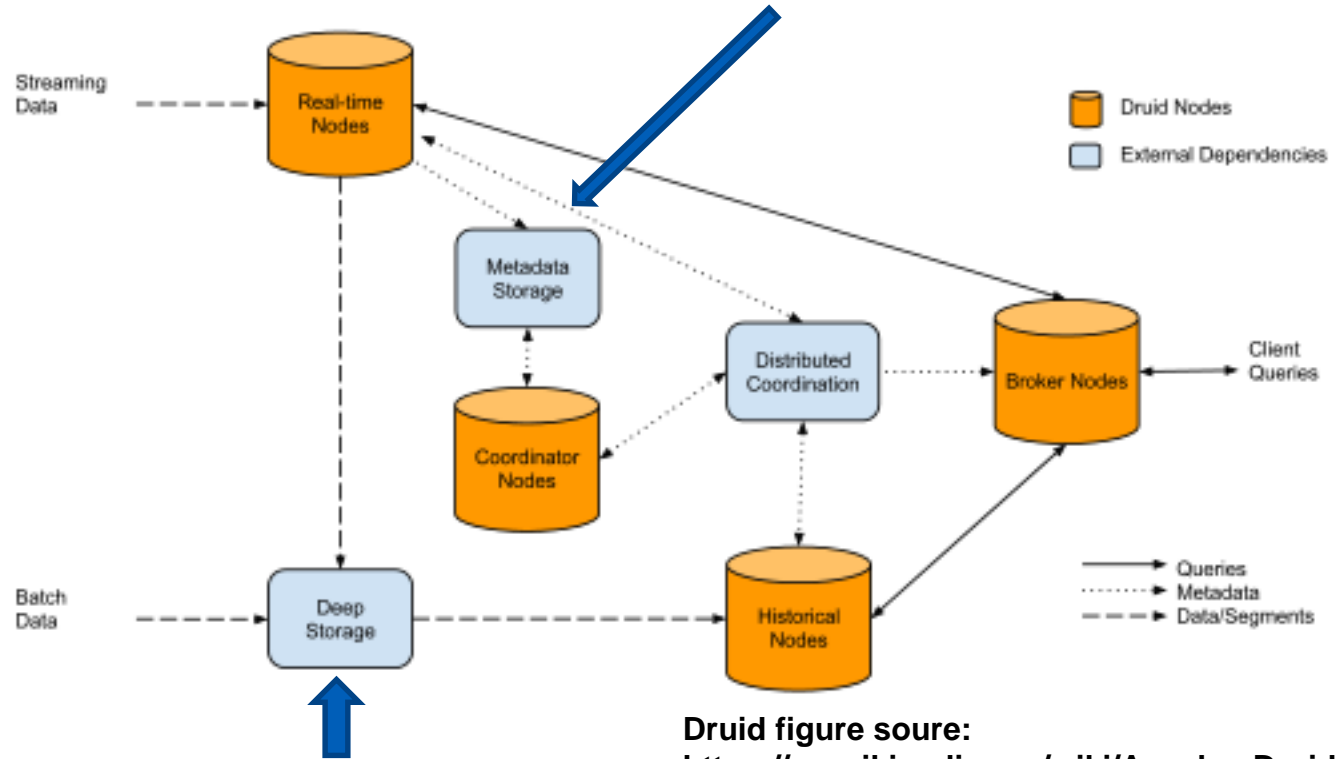 Streaming
Data
Real-time
Nodes
Druid Nodes
External Dependencies
Metadata
Storage
Distributed
Coordination
Broker Nodes
Client
Queries
Coordinator
Nodes
Batch
Data
Deep
Storage
Historical
Nodes
Queries
Metadata
Data/Segments
Druid figure soure: